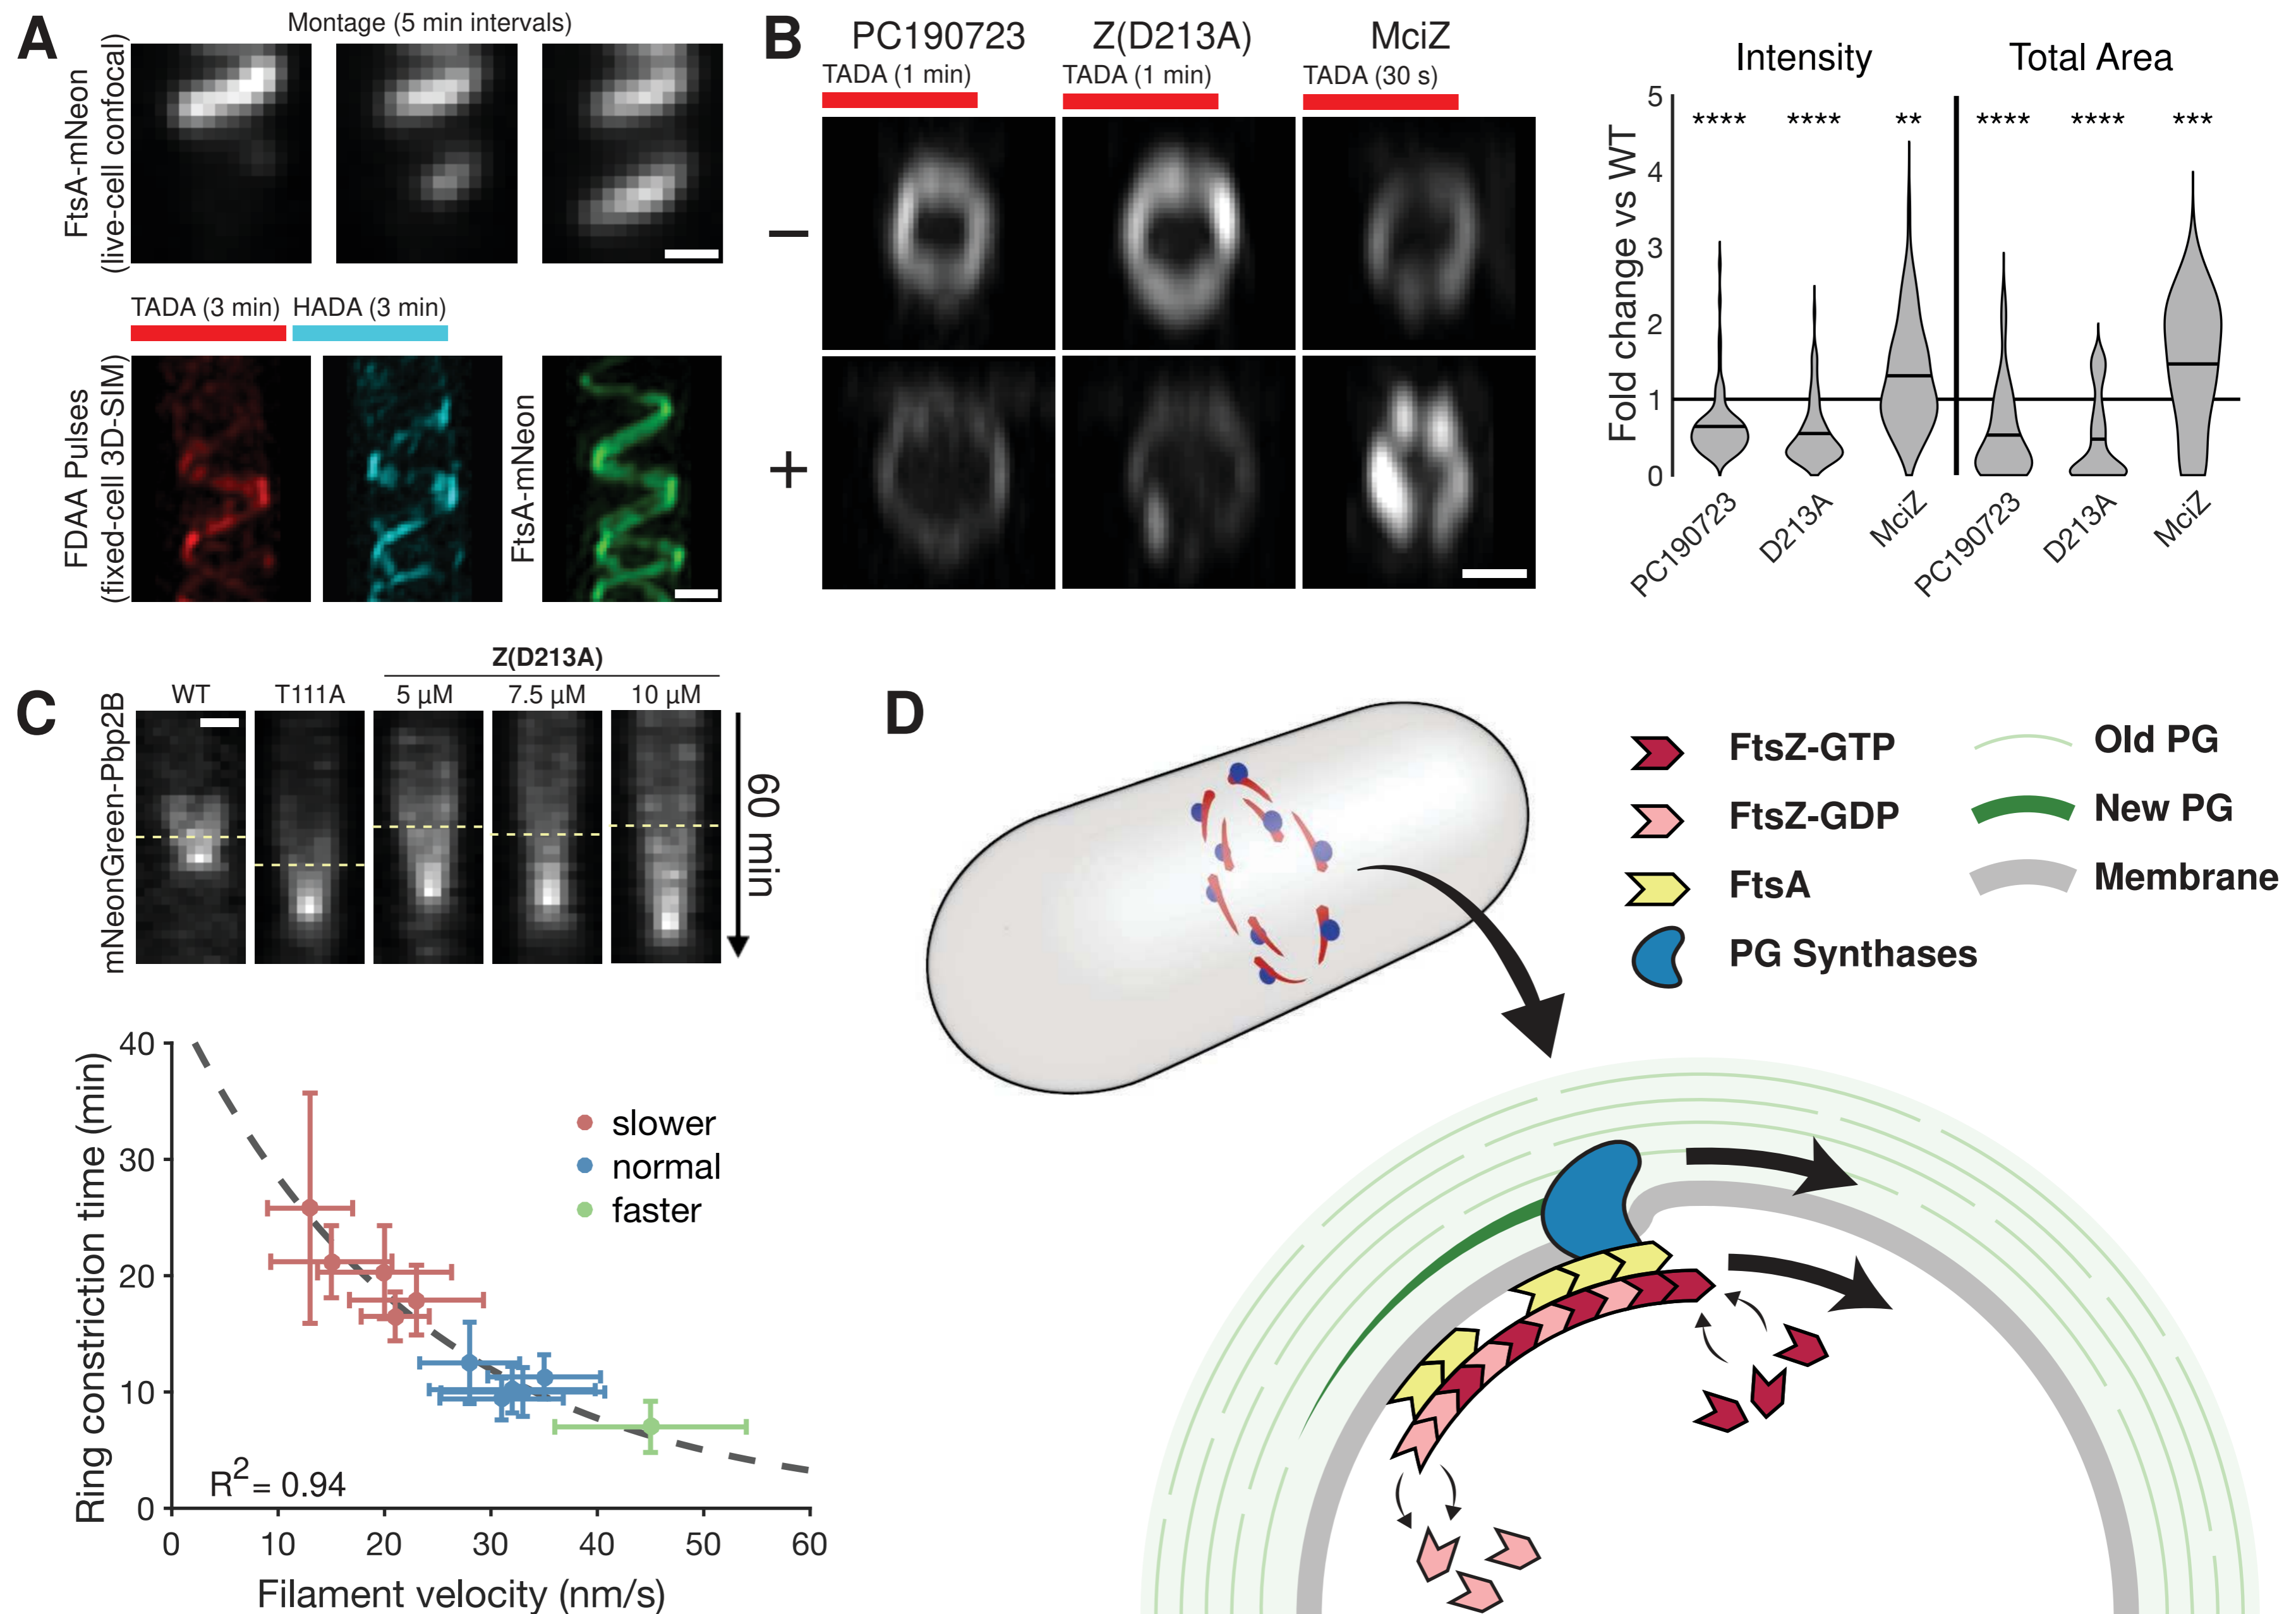 A
Montage (5 min intervals)
FtsA-mNeon
(live-cell confocal)
TADA (3 min)
HADA (3 min)
FDAA Pulses
(fixed-cell 3D-SIM)
FtsA-mNeon
B
PC190723
Z(D213A)
MciZ
TADA (1 min)
TADA (1 min)
TADA (30 s)
−
+
Intensity
Total Area
Fold change vs WT
5
4
3
2
1
0
**** **** ** **** **** ***
PC190723
D213A
MciZ
PC190723
D213A
MciZ
C
Z(D213A)
WT
T111A
5 µM
7.5 µM
10 µM
mNeonGreen-Pbp2B
60 min
Ring constriction time (min)
40
30
20
10
0
slower
normal
faster
R2 = 0.94
0 10 20 30 40 50 60
Filament velocity (nm/s)
D
FtsZ-GTP
FtsZ-GDP
FtsA
PG Synthases
Old PG
New PG
Membrane